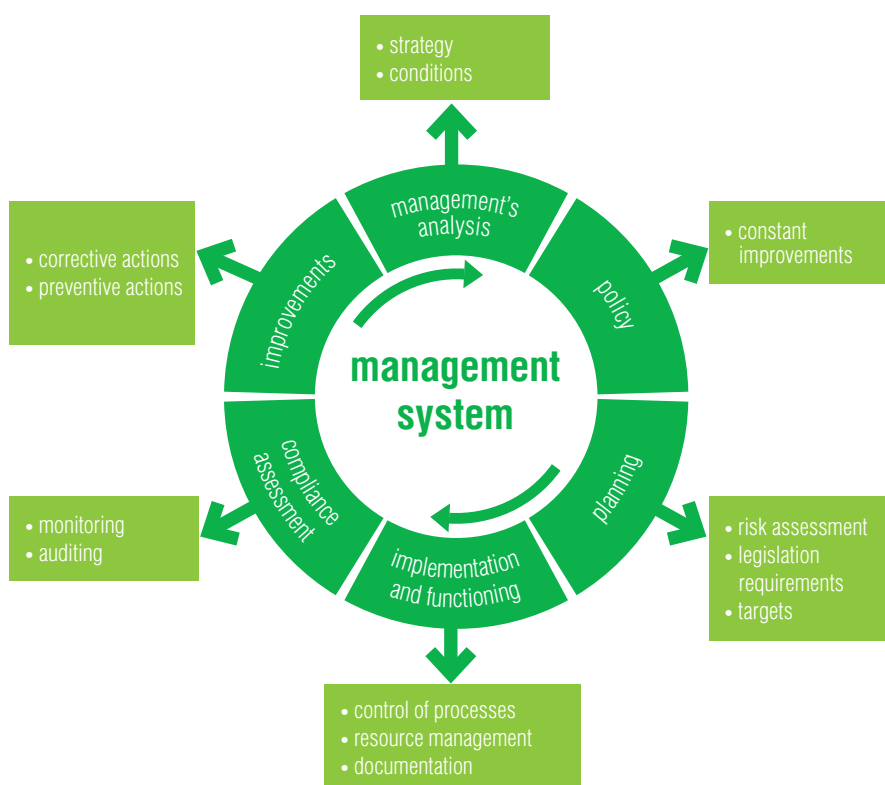 • strategy
• conditions
management's
analysis
• corrective actions
• preventive actions
improvements
policy
• constant
improvements
management
system
• monitoring
• auditing
compliance
assessment
planning
• risk assessment
• legislation
requirements
• targets
implementation
and functioning
• control of processes
• resource management
• documentation